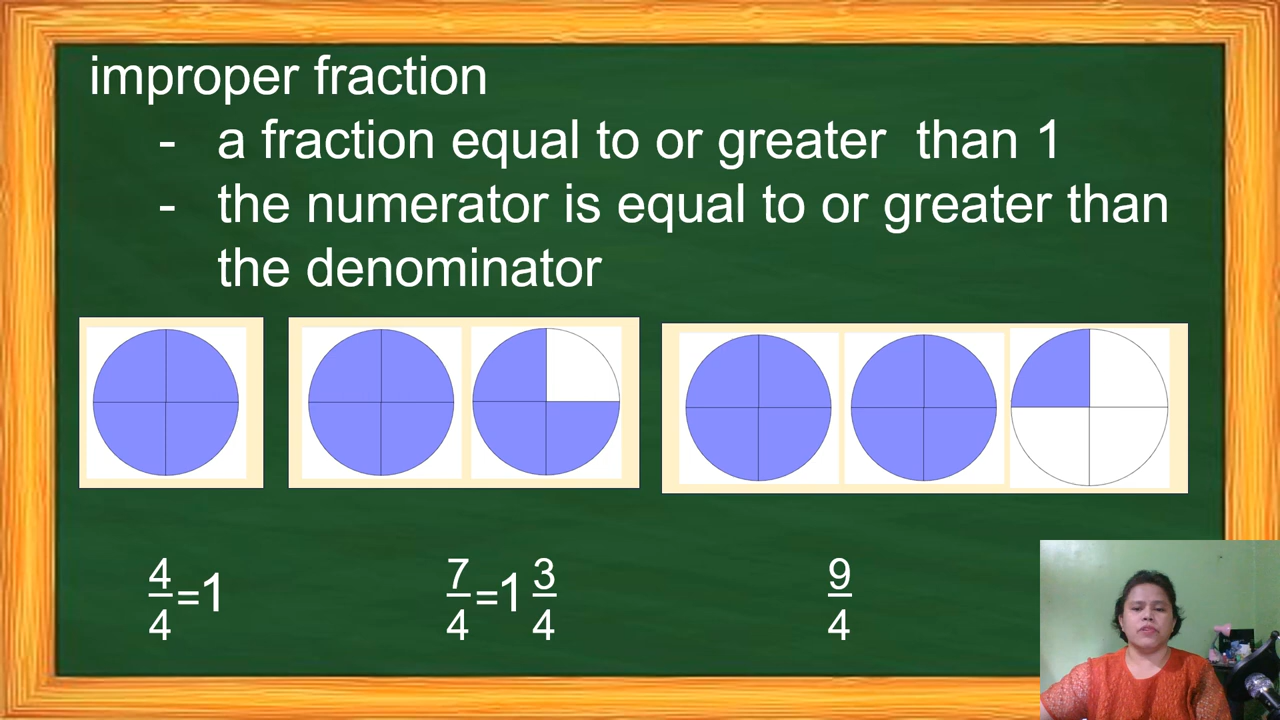 improper fraction
- a fraction equal to or greater than 1
- the numerator is equal to or greater than
the denominator
4/4=1
7/4=1 3/4
9/4